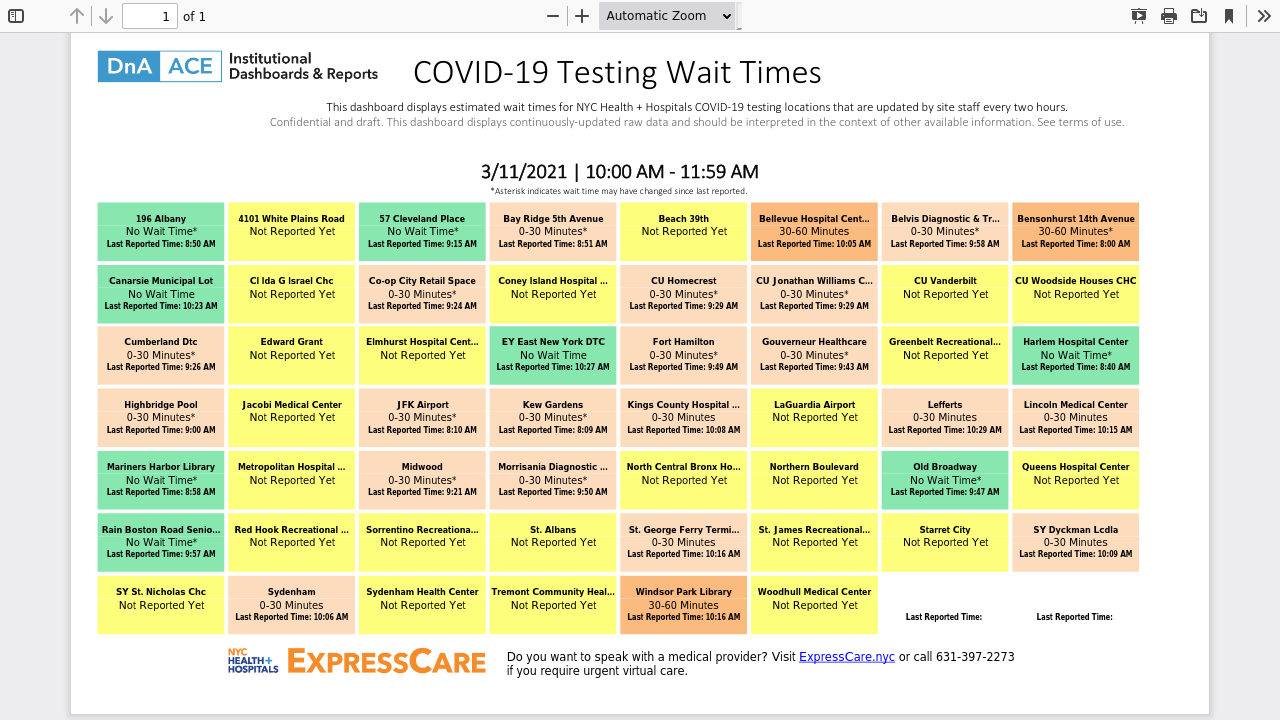 1 of 1
Automatic Zoom
DnA ACE Institutional
Dashboards & Reports
COVID-19 Testing Wait Times
This dashboard displays estimated wait times for NYC Health + Hospitals COVID-19 testing locations that are updated by site staff every two hours.
Confidential and draft. This dashboard displays continuously-updated raw data and should be interpreted in the context of other available information. See terms of use.
3/11/2021 | 10:00 AM - 11:59 AM
*Asterisk indicates wait time may have changed since last reported.
196 Albany
No Wait Time*
Last Reported Time: 8:50 AM
4101 White Plains Road
Not Reported Yet
57 Cleveland Place
No Wait Time*
Last Reported Time: 9:15 AM
Bay Ridge 5th Avenue
0-30 Minutes*
Last Reported Time: 8:51 AM
Beach 39th
Not Reported Yet
Bellevue Hospital Cent...
30-60 Minutes
Last Reported Time: 10:05 AM
Belvis Diagnostic & Tr...
0-30 Minutes*
Last Reported Time: 9:58 AM
Bensonhurst 14th Avenue
30-60 Minutes*
Last Reported Time: 8:00 AM
Canarsie Municipal Lot
No Wait Time
Last Reported Time: 10:23 AM
Cl Ida G Israel Chc
Not Reported Yet
Co-op City Retail Space
0-30 Minutes*
Last Reported Time: 9:24 AM
Coney Island Hospital ...
Not Reported Yet
CU Homecrest
0-30 Minutes*
Last Reported Time: 9:29 AM
CU Jonathan Williams C...
0-30 Minutes*
Last Reported Time: 9:29 AM
CU Vanderbilt
Not Reported Yet
CU Woodside Houses CHC
Not Reported Yet
Cumberland Dtc
0-30 Minutes*
Last Reported Time: 9:26 AM
Edward Grant
Not Reported Yet
Elmhurst Hospital Cent...
Not Reported Yet
EY East New York DTC
No Wait Time
Last Reported Time: 10:27 AM
Fort Hamilton
0-30 Minutes*
Last Reported Time: 9:49 AM
Gouverneur Healthcare
0-30 Minutes*
Last Reported Time: 9:43 AM
Greenbelt Recreational...
Not Reported Yet
Harlem Hospital Center
No Wait Time*
Last Reported Time: 8:40 AM
Highbridge Pool
0-30 Minutes*
Last Reported Time: 9:00 AM
Jacobi Medical Center
Not Reported Yet
JFK Airport
0-30 Minutes*
Last Reported Time: 8:10 AM
Kew Gardens
0-30 Minutes*
Last Reported Time: 8:09 AM
Kings County Hospital ...
0-30 Minutes
Last Reported Time: 10:08 AM
LaGuardia Airport
Not Reported Yet
Lefferts
0-30 Minutes
Last Reported Time: 10:29 AM
Lincoln Medical Center
0-30 Minutes
Last Reported Time: 10:15 AM
Mariners Harbor Library
No Wait Time*
Last Reported Time: 8:58 AM
Metropolitan Hospital ...
Not Reported Yet
Midwood
0-30 Minutes*
Last Reported Time: 9:21 AM
Morrisania Diagnostic ...
0-30 Minutes*
Last Reported Time: 9:50 AM
North Central Bronx Ho...
Not Reported Yet
Northern Boulevard
Not Reported Yet
Old Broadway
No Wait Time*
Last Reported Time: 9:47 AM
Queens Hospital Center
Not Reported Yet
Rain Boston Road Senio...
No Wait Time*
Last Reported Time: 9:57 AM
Red Hook Recreational ...
Not Reported Yet
Sorrentino Recreationa...
Not Reported Yet
St. Albans
Not Reported Yet
St. George Ferry Termi...
0-30 Minutes
Last Reported Time: 10:16 AM
St. James Recreational...
Not Reported Yet
Starret City
Not Reported Yet
SY Dyckman Lcdla
0-30 Minutes
Last Reported Time: 10:09 AM
SY St. Nicholas Chc
Not Reported Yet
Sydenham
0-30 Minutes
Last Reported Time: 10:06 AM
Sydenham Health Center
Not Reported Yet
Tremont Community Heal...
Not Reported Yet
Windsor Park Library
30-60 Minutes
Last Reported Time: 10:16 AM
Woodhull Medical Center
Not Reported Yet
Last Reported Time:
Last Reported Time:
NYC
HEALTH+
HOSPITALS
EXPRESSCARE
Do you want to speak with a medical provider? Visit ExpressCare.nyc or call 631-397-2273
if you require urgent virtual care.